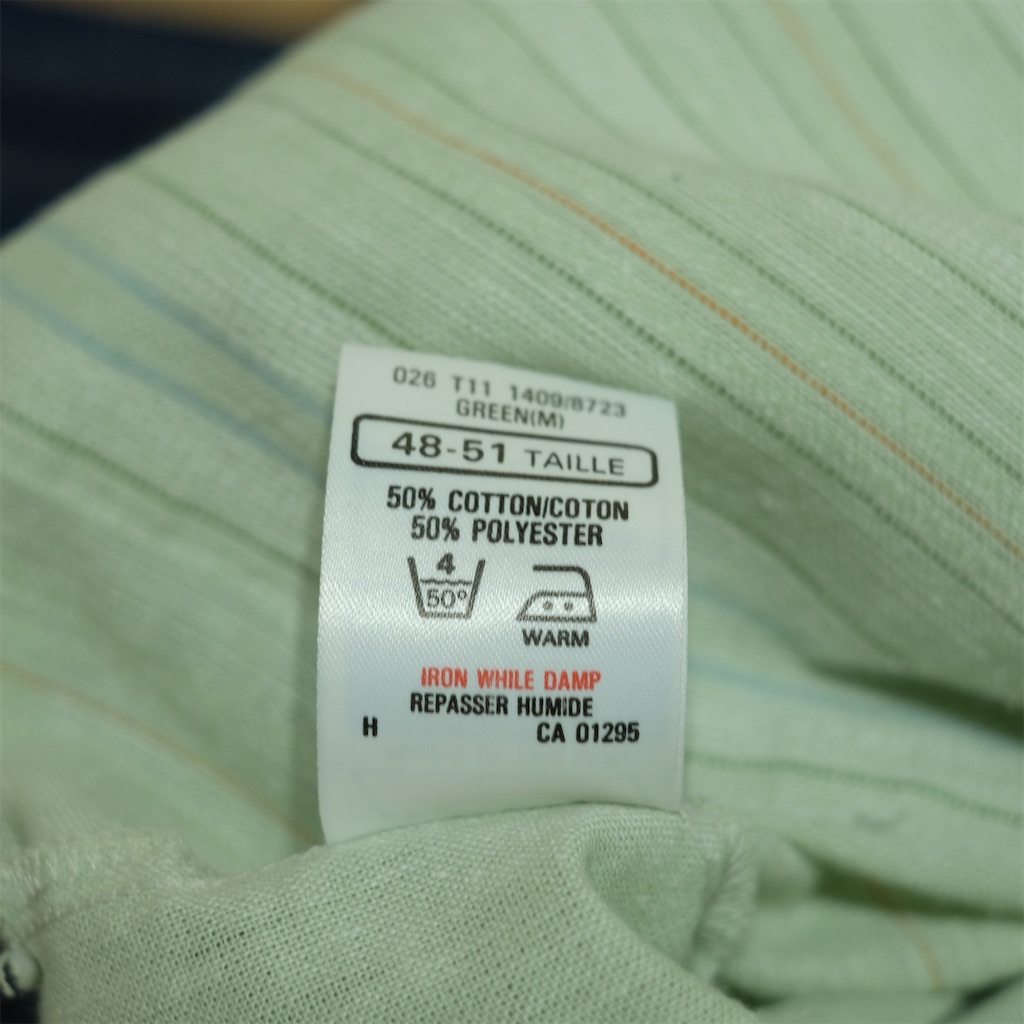 026 T11 1409/8723
GREEN(M)
48-51 TAILLE
50% COTTON/COTON
50% POLYESTER
4
50°
WARM
IRON WHILE DAMP
REPASSER HUMIDE
H CA 01295